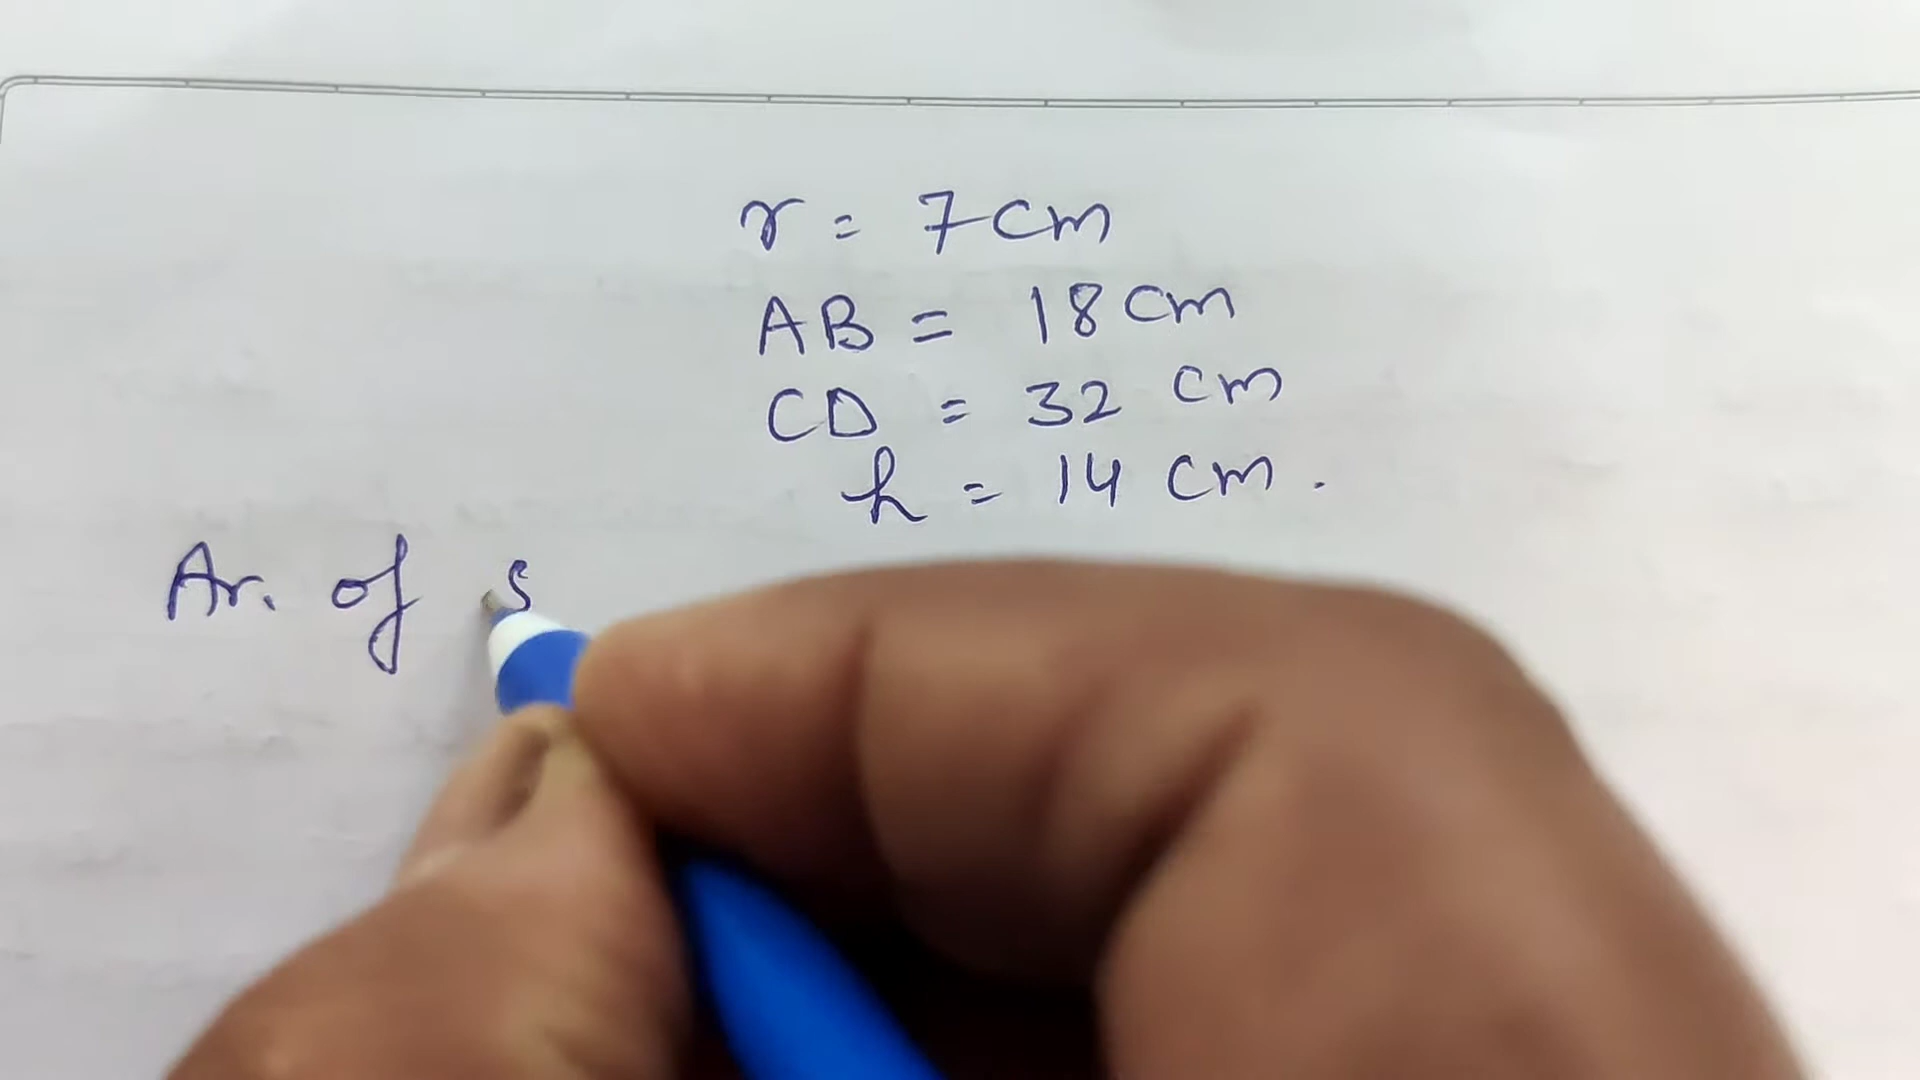 r = 7 cm
AB = 18 cm
CD = 32 cm
h = 14 cm.
Ar. of s